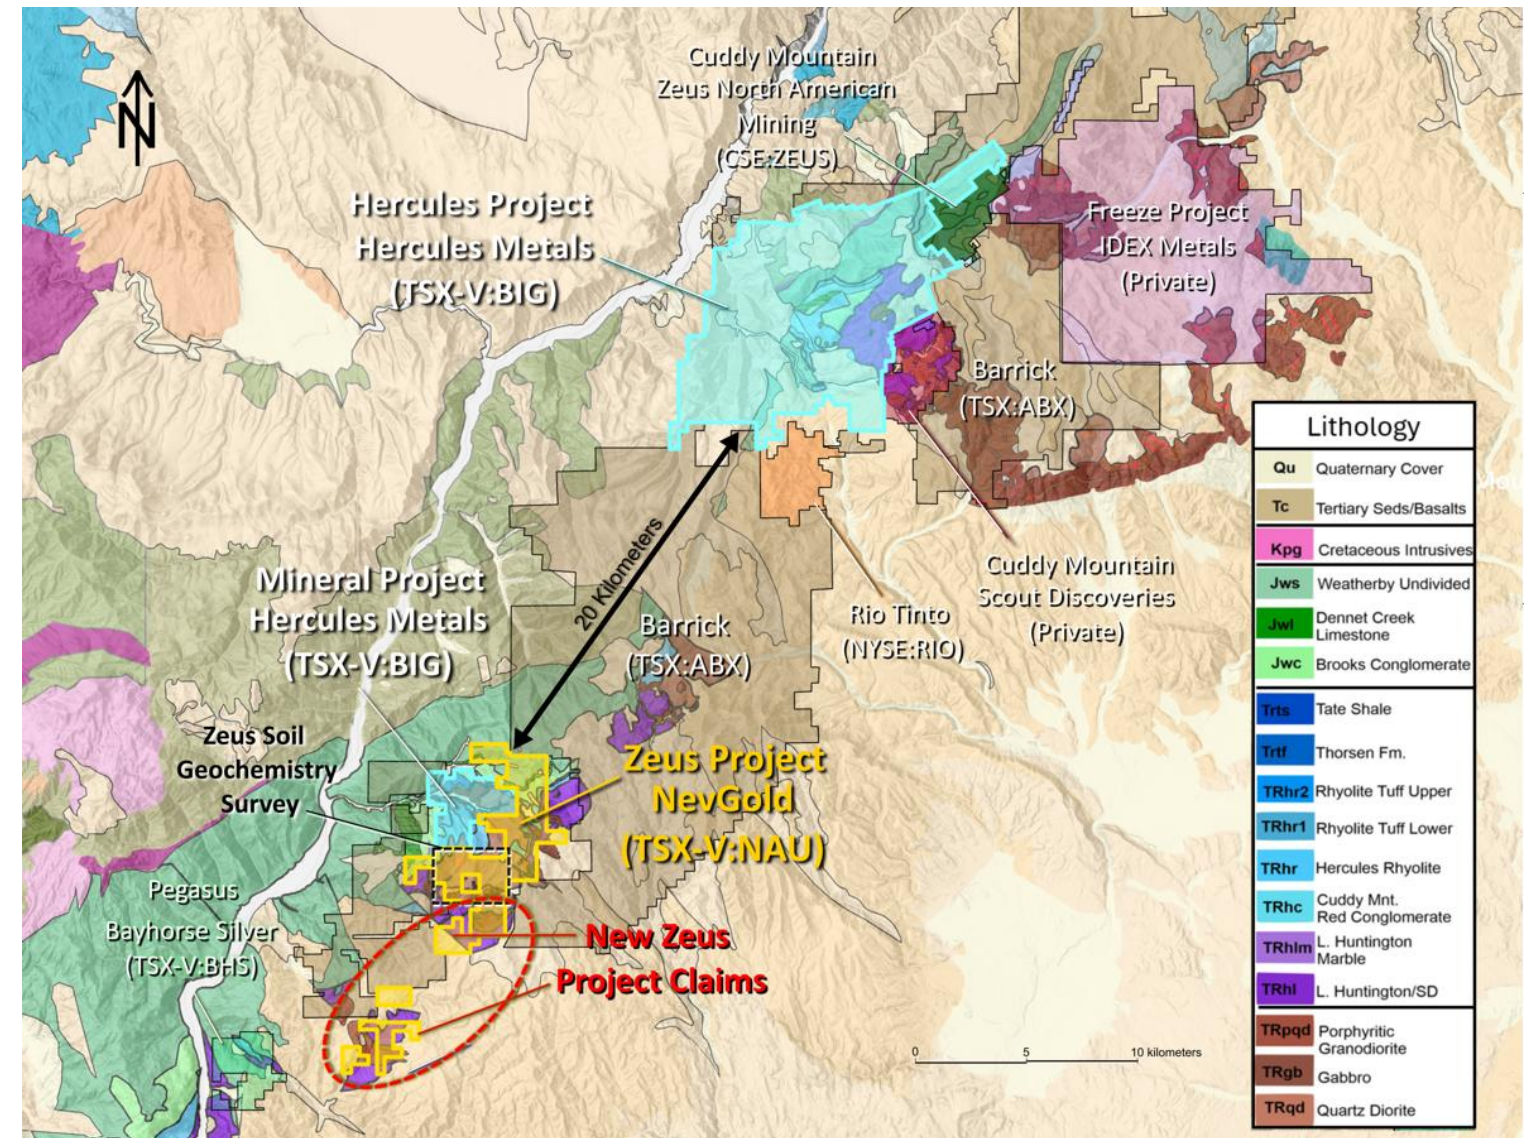 Cuddy Mountain
Zeus North American
Mining
(CSE:ZEUS)
N
Hercules Project
Hercules Metals
(TSX-V:BIG)
Freeze Project
IDEX Metals
(Private)
Barrick
(TSX:ABX)
20 Kilometers
Cuddy Mountain
Scout Discoveries
(Private)
Rio Tinto
(NYSE:RIO)
Mineral Project
Hercules Metals
(TSX-V:BIG)
Barrick
(TSX:ABX)
Zeus Soil
Geochemistry
Survey
Zeus Project
NevGold
(TSX-V:NAU)
Pegasus
Bayhorse Silver
(TSX-V:BHS)
New Zeus
Project Claims
0 5 10 kilometers
Lithology
Qu Quaternary Cover
Tc Tertiary Seds/Basalts
Kpg Cretaceous Intrusives
Jws Weatherby Undivided
Jwl Dennet Creek
Limestone
Jwc Brooks Conglomerate
Trts Tate Shale
Trtf Thorsen Fm.
TRhr2 Rhyolite Tuff Upper
TRhr1 Rhyolite Tuff Lower
TRhr Hercules Rhyolite
TRhc Cuddy Mnt.
Red Conglomerate
TRhlm L. Huntington
Marble
TRhl L. Huntington/SD
TRpqd Porphyritic
Granodiorite
TRgb Gabbro
TRqd Quartz Diorite